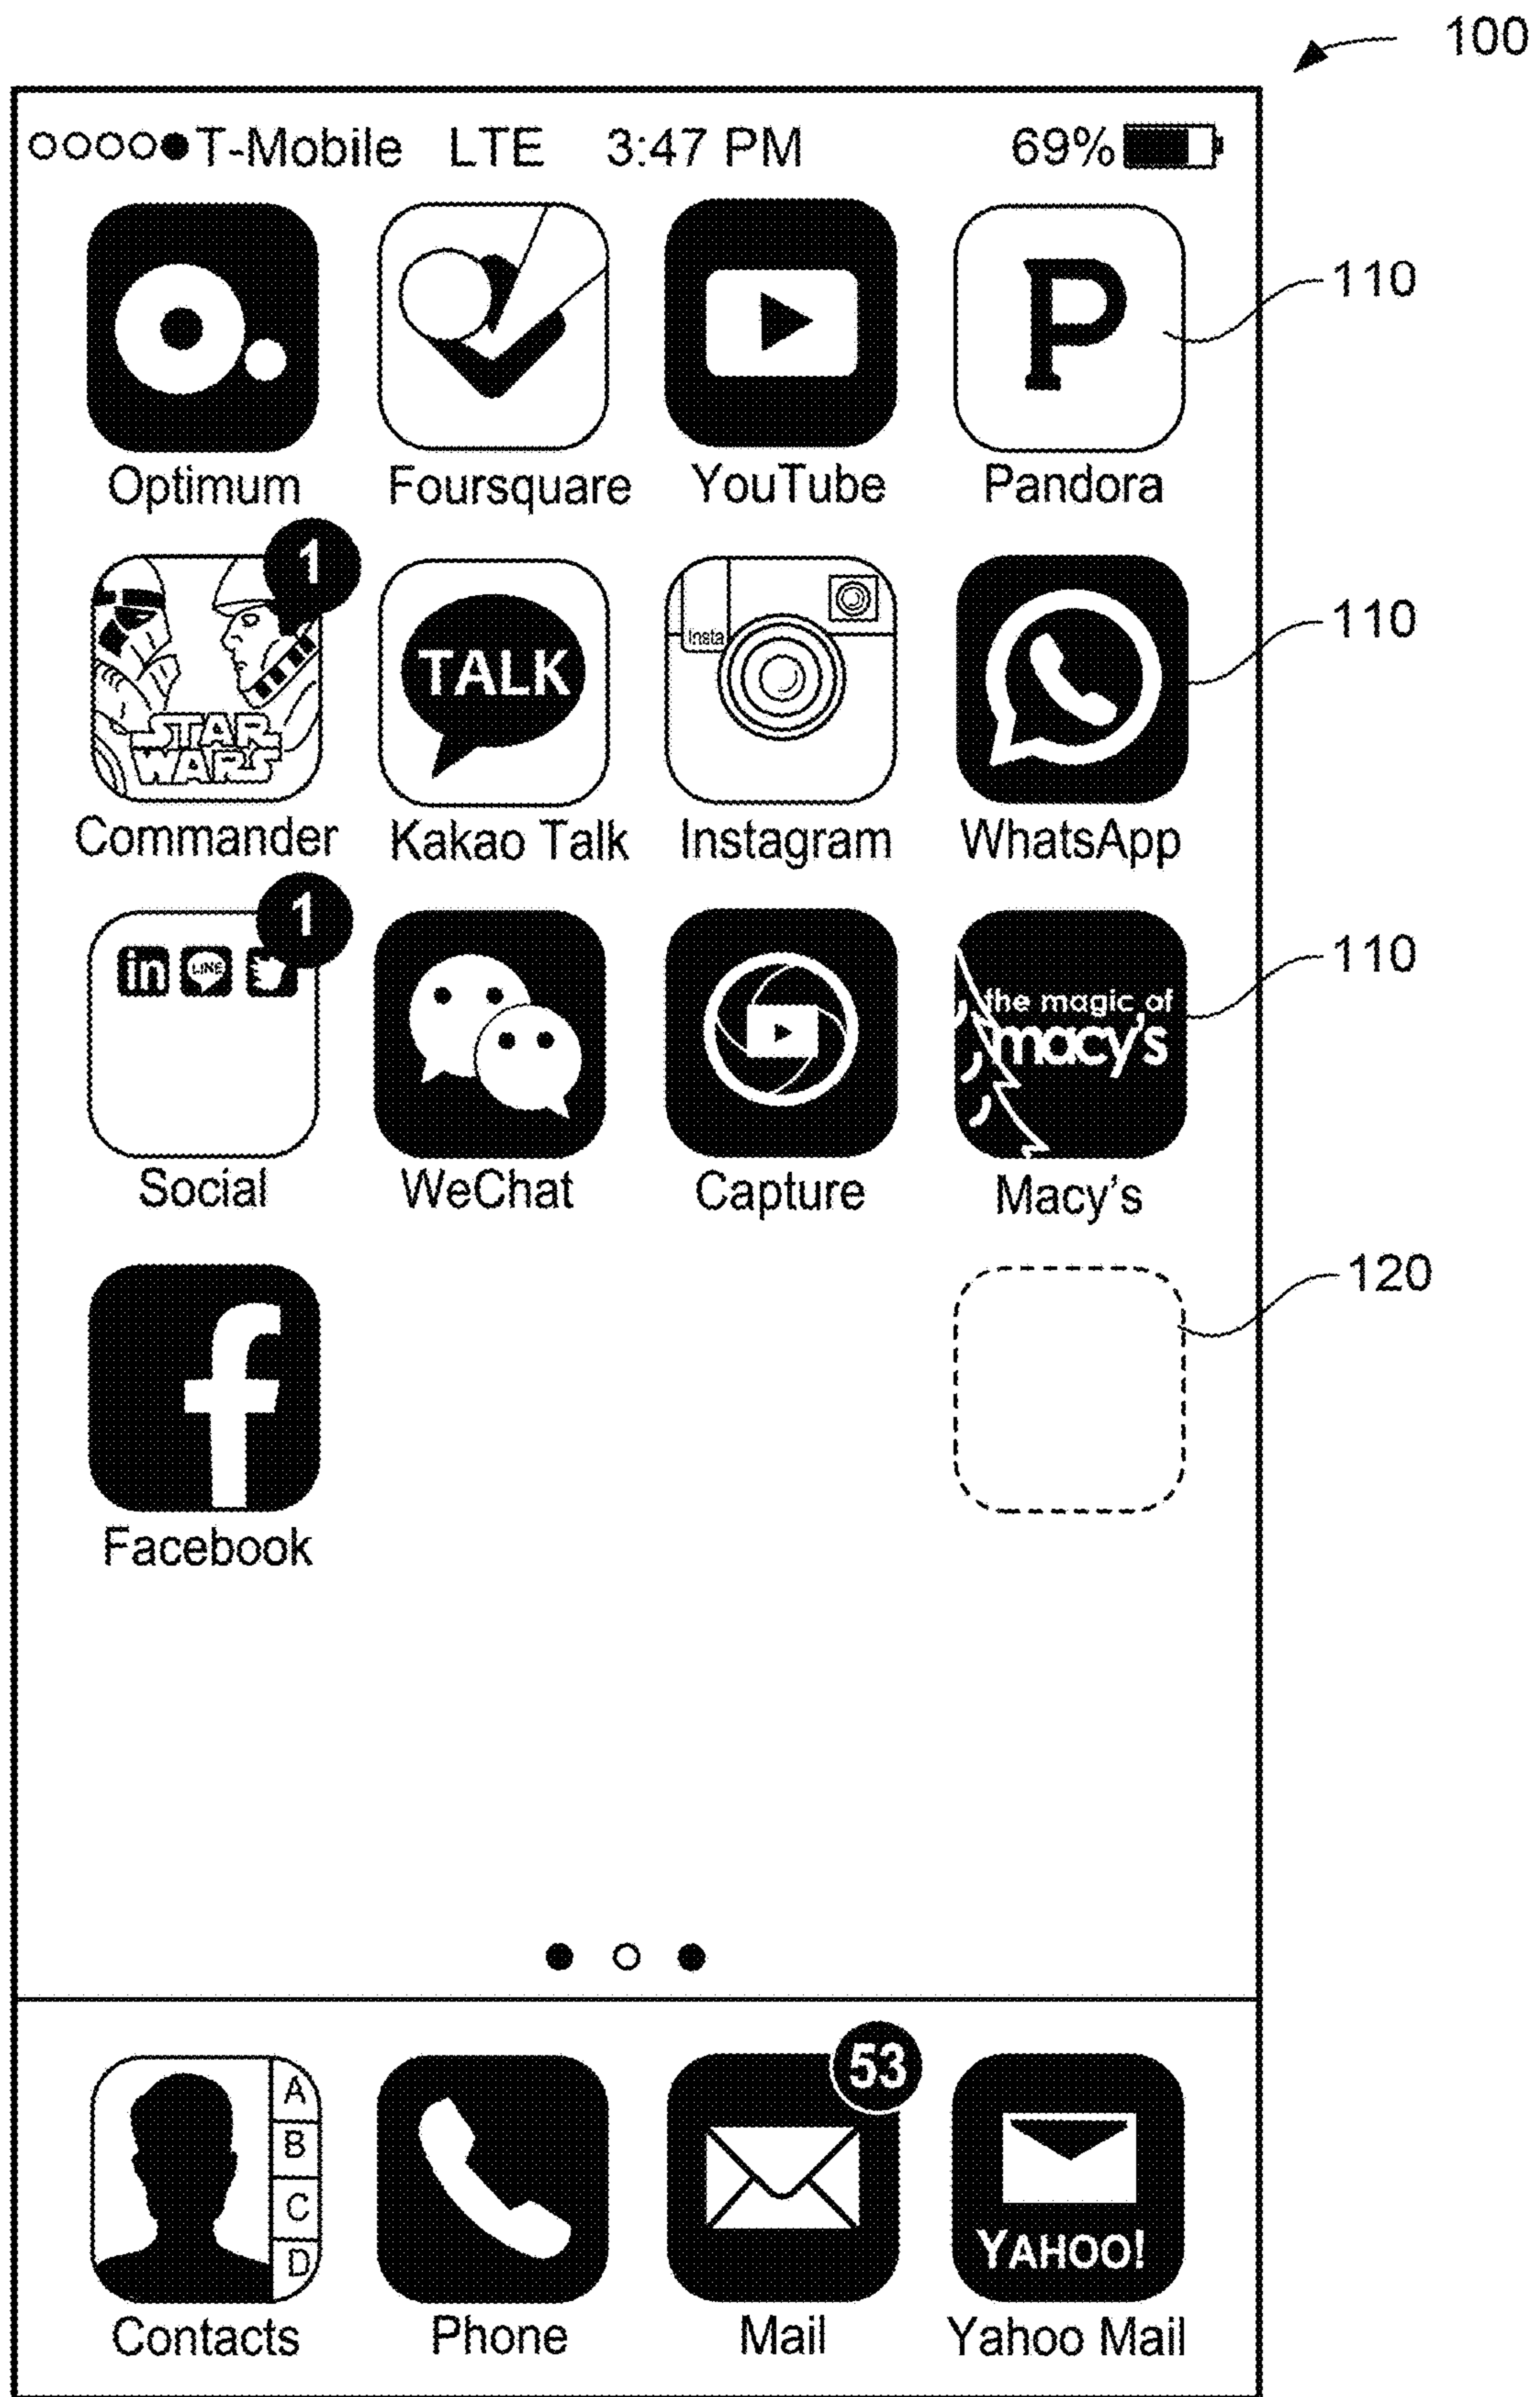 100
T-Mobile LTE 3:47 PM 69%
P
110
Optimum Foursquare YouTube Pandora
1
STAR WARS
TALK
Insta
110
Commander Kakao Talk Instagram WhatsApp
1
in LINE
the magic of
macy's
110
Social WeChat Capture Macy's
f
120
Facebook
53
A
B
C
D
YAHOO!
Contacts Phone Mail Yahoo Mail